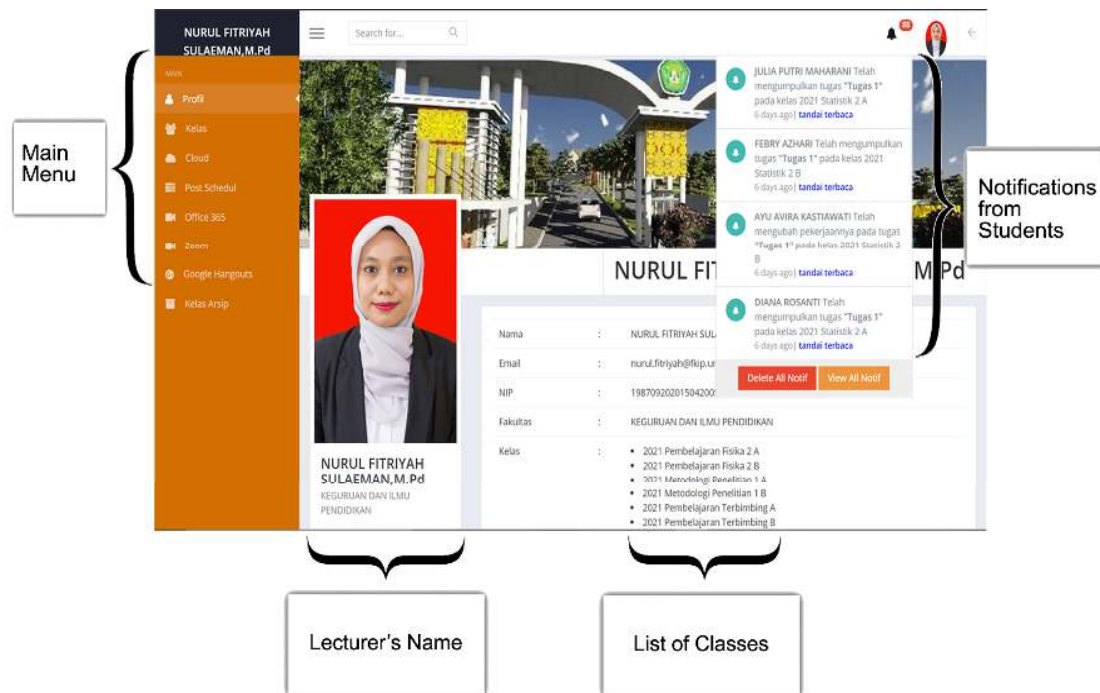 NURUL FITRIYAH
SULAEMAN,M.Pd
Search for...
MAIN
Profil
Kelas
Cloud
Post Schedul
Office 365
Zoom
Google Hangouts
Kelas Arsip
Main
Menu
JULIA PUTRI MAHARANI Telah
mengumpulkan tugas "Tugas 1"
pada kelas 2021 Statistik 2 A
6 days ago| tandai terbaca
FEBRY AZHARI Telah mengumpulkan
tugas "Tugas 1" pada kelas 2021
Statistik 2 B
6 days ago| tandai terbaca
AYU AVIRA KASTIAWATI Telah
mengubah pekerjaannya pada tugas
"Tugas 1" pada kelas 2021 Statistik 2
B
6 days ago| tandai terbaca
DIANA ROSANTI Telah
mengumpulkan tugas "Tugas 1"
pada kelas 2021 Statistik 2 A
6 days ago| tandai terbaca
Delete All Notif View All Notif
Notifications
from
Students
NURUL FIT M.Pd
Nama : NURUL FITRIYAH SUL
Email : nurul.fitriyah@fkip.u
NIP :
Fakultas : KEGURUAN DAN ILMU PENDIDIKAN
Kelas : • 2021 Pembelajaran Fisika 2 A
• 2021 Pembelajaran Fisika 2 B
• 2021 Metodologi Penelitian 1 A
• 2021 Metodologi Penelitian 1 B
• 2021 Pembelajaran Terbimbing A
• 2021 Pembelajaran Terbimbing B
NURUL FITRIYAH
SULAEMAN,M.Pd
KEGURUAN DAN ILMU
PENDIDIKAN
Lecturer's Name
List of Classes